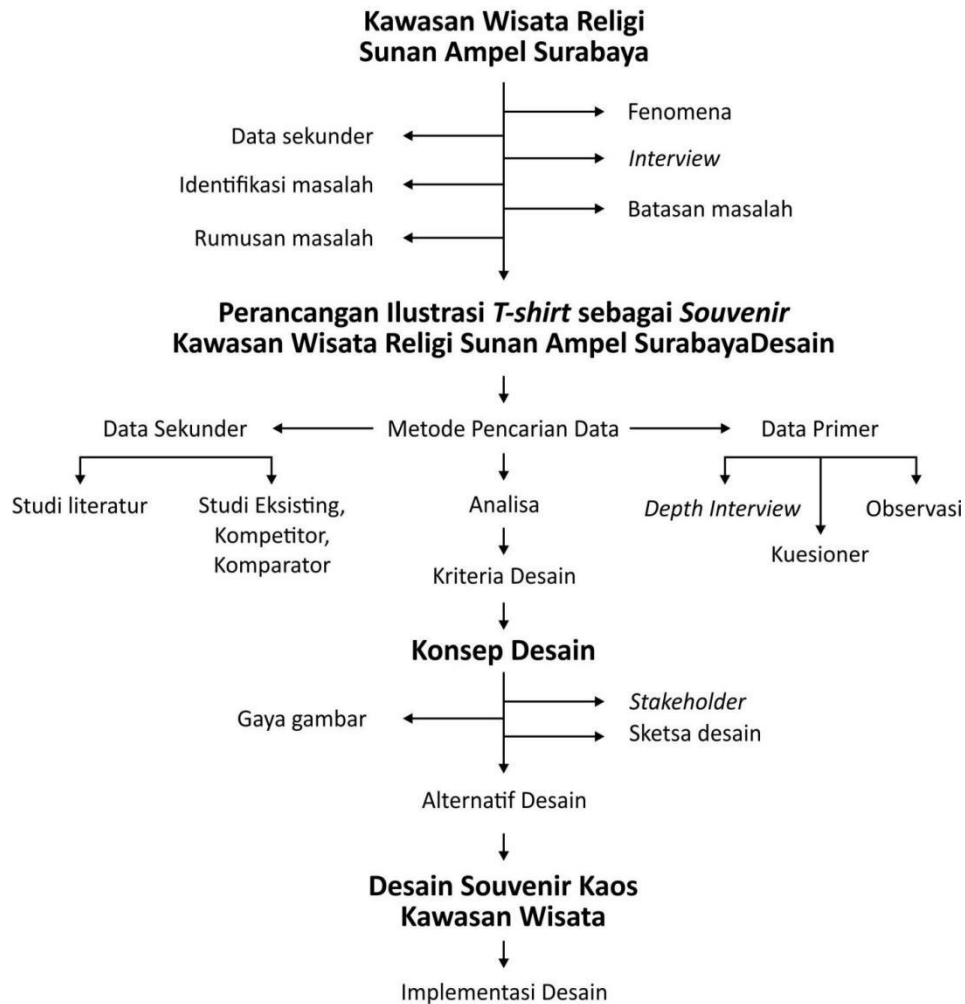 Kawasan Wisata Religi
Sunan Ampel Surabaya
Fenomena
Data sekunder
Interview
Identifikasi masalah
Batasan masalah
Rumusan masalah
Perancangan Ilustrasi T-shirt sebagai Souvenir
Kawasan Wisata Religi Sunan Ampel SurabayaDesain
Data Sekunder
Metode Pencarian Data
Data Primer
Studi literatur
Studi Eksisting,
Kompetitor,
Komparator
Analisa
Depth Interview
Observasi
Kuesioner
Kriteria Desain
Konsep Desain
Stakeholder
Gaya gambar
Sketsa desain
Alternatif Desain
Desain Souvenir Kaos
Kawasan Wisata
Implementasi Desain